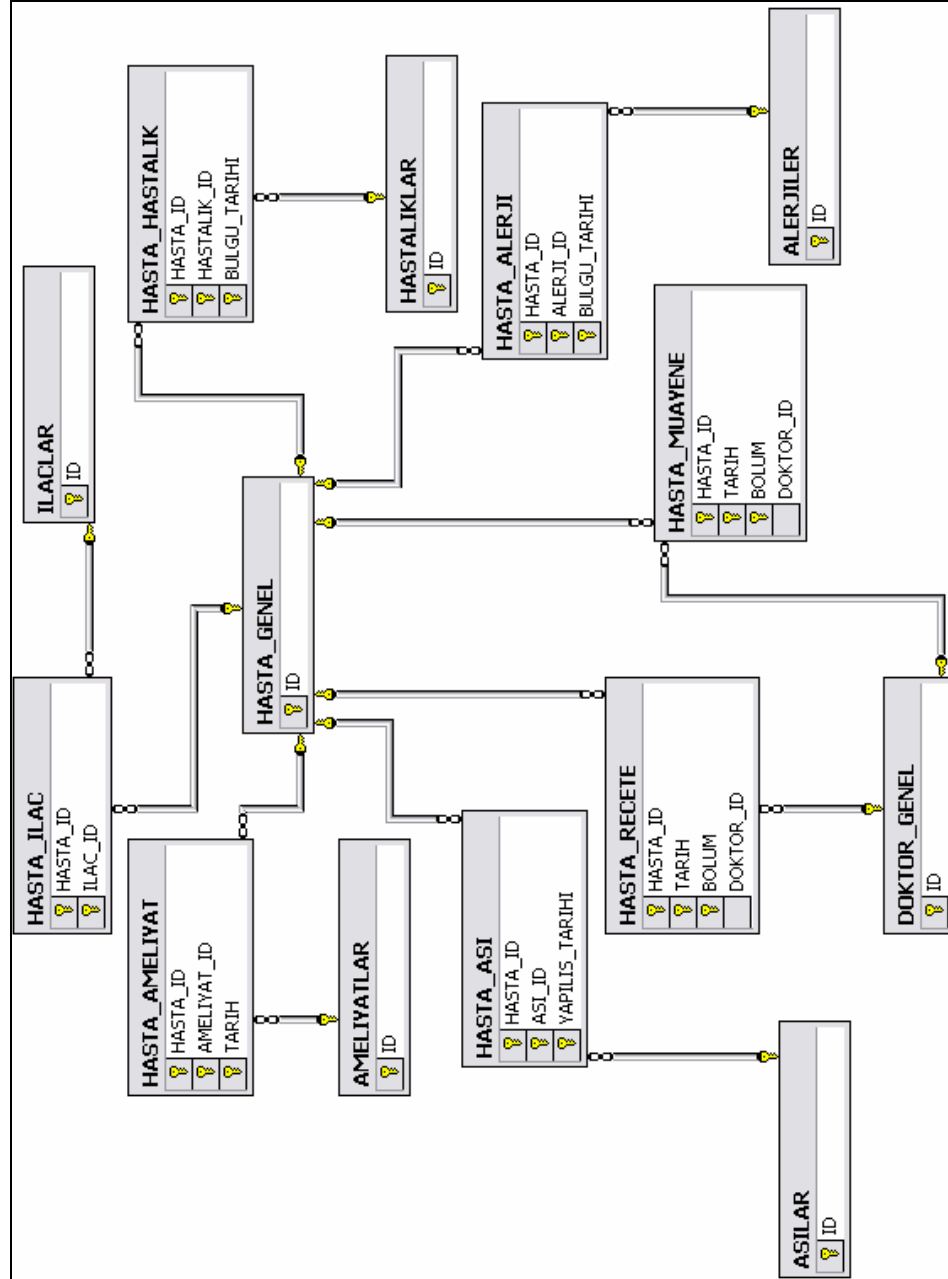 HASTA_ILAC
HASTA_ID
ILAC_ID
ILACLAR
ID
HASTA_AMELIYAT
HASTA_ID
AMELIYAT_ID
TARIH
HASTA_HASTALIK
HASTA_ID
HASTALIK_ID
BULGU_TARIHI
HASTA_GENEL
ID
AMELIYATLAR
ID
HASTALIKLAR
ID
HASTA_ASI
HASTA_ID
ASI_ID
YAPILIS_TARIHI
HASTA_ALERJI
HASTA_ID
ALERJI_ID
BULGU_TARIHI
HASTA_RECETE
HASTA_ID
TARIH
BOLUM
DOKTOR_ID
HASTA_MUAYENE
HASTA_ID
TARIH
BOLUM
DOKTOR_ID
ASILAR
ID
ALERJILER
ID
DOKTOR_GENEL
ID